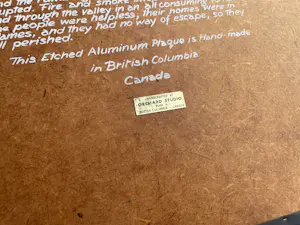 upted. Fire and smoke
d through the valley in an all consuming
e people were helpless, their homes were in
lames, and they had no way of escape, so they
ll perished.
This Etched Aluminum Plaque is Hand-made
in British Columbia
Canada
ORCHARD STUDIO